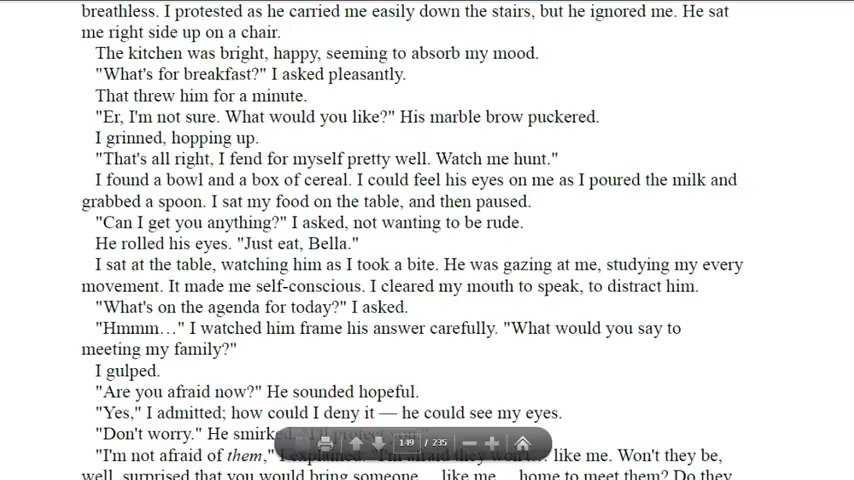 breathless. I protested as he carried me easily down the stairs, but he ignored me. He sat
me right side up on a chair.
The kitchen was bright, happy, seeming to absorb my mood.
"What's for breakfast?" I asked pleasantly.
That threw him for a minute.
"Er, I'm not sure. What would you like?" His marble brow puckered.
I grinned, hopping up.
"That's all right, I fend for myself pretty well. Watch me hunt."
I found a bowl and a box of cereal. I could feel his eyes on me as I poured the milk and
grabbed a spoon. I sat my food on the table, and then paused.
"Can I get you anything?" I asked, not wanting to be rude.
He rolled his eyes. "Just eat, Bella."
I sat at the table, watching him as I took a bite. He was gazing at me, studying my every
movement. It made me self-conscious. I cleared my mouth to speak, to distract him.
"What's on the agenda for today?" I asked.
"Hmmm…" I watched him frame his answer carefully. "What would you say to
meeting my family?"
I gulped.
"Are you afraid now?" He sounded hopeful.
"Yes," I admitted; how could I deny it — he could see my eyes.
"Don't worry." He smirked.
149 / 235
"I'm not afraid of them," I explained. "I'm afraid they won't… like me. Won't they be,
well, surprised that you would bring someone… like me… home to meet them? Do they